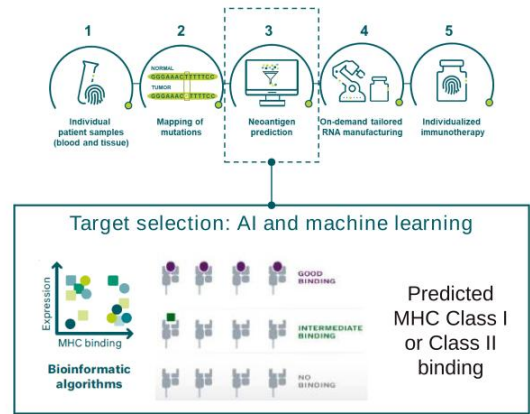 1
2
3
4
5
NORMAL
GGGAAACTTTTTCC
TUMOR
GGGAAACGTTTTCC
Individual
patient samples
(blood and tissue)
Mapping of
mutations
Neoantigen
prediction
On-demand tailored
RNA manufacturing
Individualized
immunotherapy
Target selection: AI and machine learning
Expression
MHC binding
Bioinformatic
algorithms
GOOD
BINDING
INTERMEDIATE
BINDING
NO
BINDING
Predicted
MHC Class I
or Class II
binding